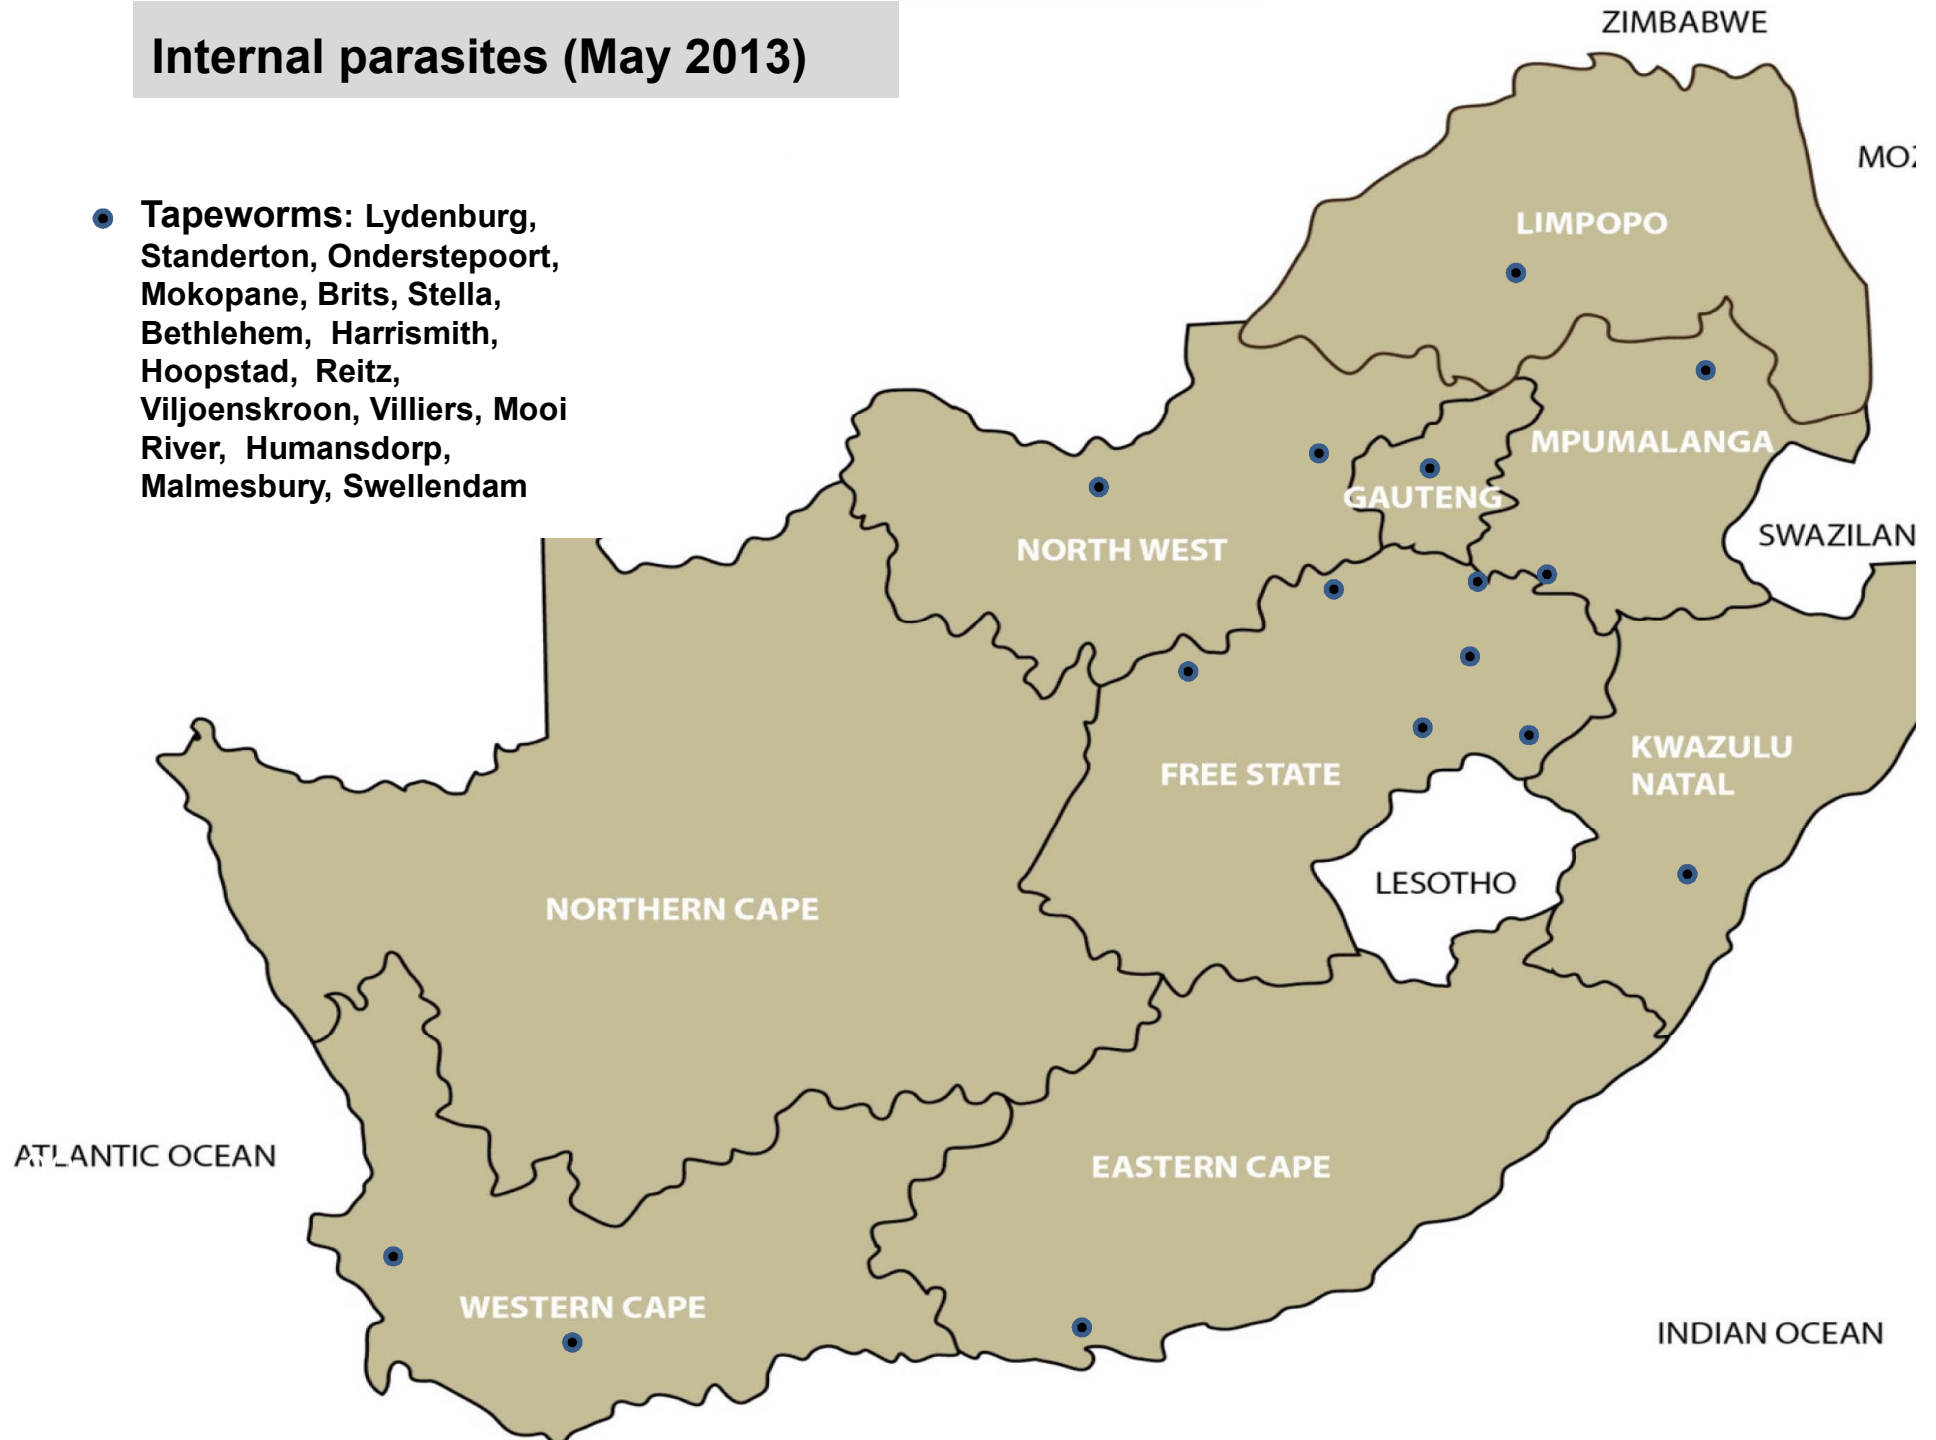 Internal parasites (May 2013)
Tapeworms: Lydenburg,
Standerton, Onderstepoort,
Mokopane, Brits, Stella,
Bethlehem, Harrismith,
Hoopstad, Reitz,
Viljoenskroon, Villiers, Mooi
River, Humansdorp,
Malmesbury, Swellendam
ZIMBABWE
MOZ
LIMPOPO
MPUMALANGA
GAUTENG
SWAZILAN
NORTH WEST
KWAZULU
NATAL
FREE STATE
LESOTHO
NORTHERN CAPE
ATLANTIC OCEAN
EASTERN CAPE
WESTERN CAPE
INDIAN OCEAN